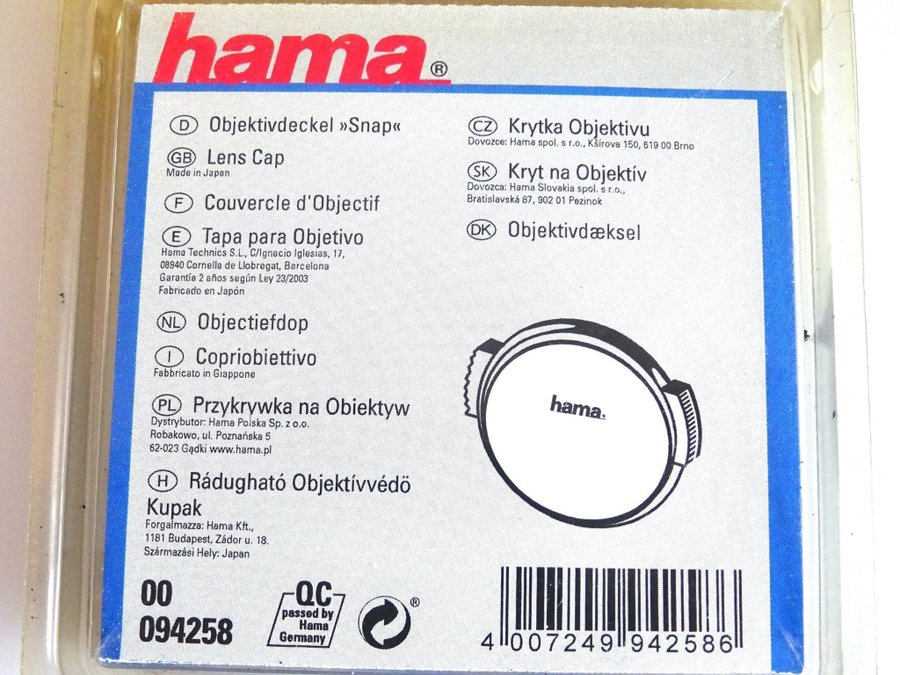 hama®
D Objektivdeckel »Snap«
GB Lens Cap
Made in Japan
F Couvercle d'Objectif
E Tapa para Objetivo
Hama Technics S.L., C/Ignacio Iglesias, 17,
08940 Cornella de Llobregat, Barcelona
Garantía 2 años según Ley 23/2003
Fabricado en Japón
NL Objectiefdop
I Copriobiettivo
Fabbricato in Giappone
PL Przykrywka na Obiektyw
Dystrybutor: Hama Polska Sp. z o.o.
Robakowo, ul. Poznańska 5
62-023 Gądki www.hama.pl
H Rádugható Objektívvédö
Kupak
Forgalmazza: Hama Kft.,
1181 Budapest, Zádor u. 18.
Származási Hely: Japan
CZ Krytka Objektivu
Dovozce: Hama spol. s r.o., Kšírova 150, 619 00 Brno
SK Kryt na Objektív
Dovozca: Hama Slovakia spol. s r.o.,
Bratislavská 87, 902 01 Pezinok
DK Objektivdæksel
hama®
00
094258
QC
passed by
Hama
Germany
®
4 007249 942586